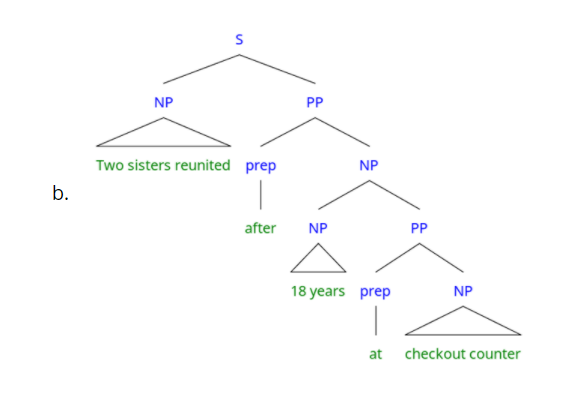 S
NP PP
Two sisters reunited prep NP
b.
after NP PP
18 years prep NP
at checkout counter